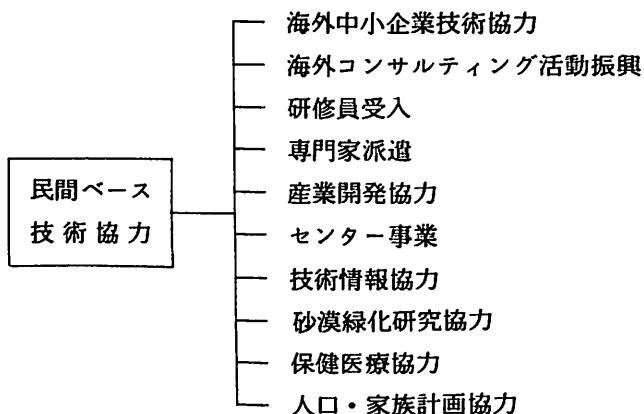 海外中小企業技術協力
海外コンサルティング活動振興
研修員受入
専門家派遣
民間ベース
技術協力
産業開発協力
センター事業
技術情報協力
砂漠緑化研究協力
保健医療協力
人口・家族計画協力